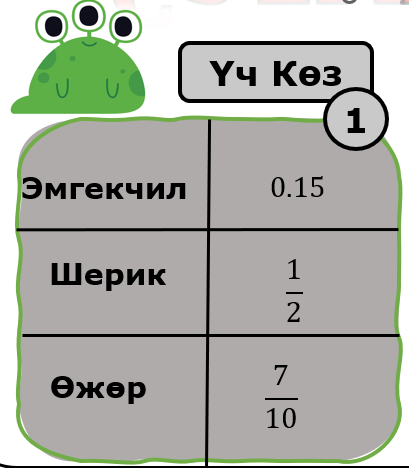 Үч Көз
1
Эмгекчил 0.15
Шерик 1/2
Өжөр 7/10